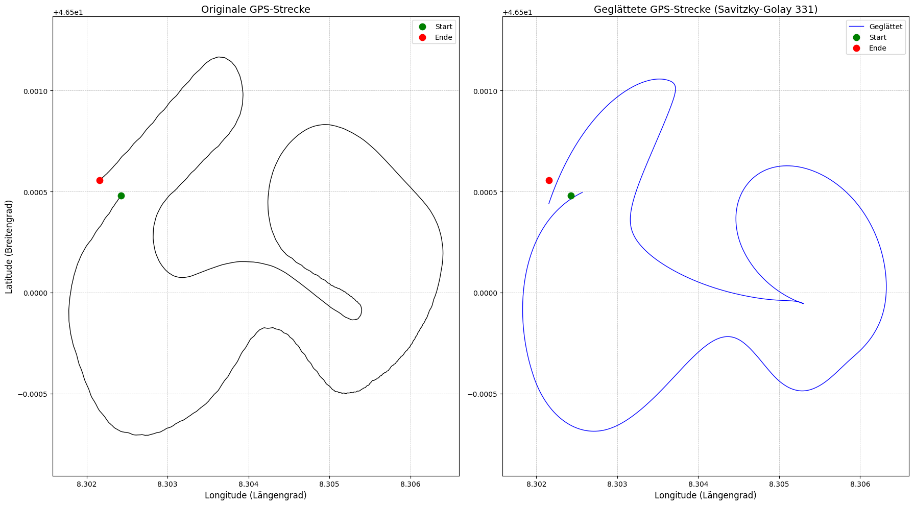 Originale GPS-Strecke
+4.65e1
Start
Ende
0.0010
0.0005
0.0000
−0.0005
Latitude (Breitengrad)
8.302
8.303
8.304
8.305
8.306
Longitude (Längengrad)
Geglättete GPS-Strecke (Savitzky-Golay 331)
+4.65e1
Geglättet
Start
Ende
0.0010
0.0005
0.0000
−0.0005
8.302
8.303
8.304
8.305
8.306
Longitude (Längengrad)